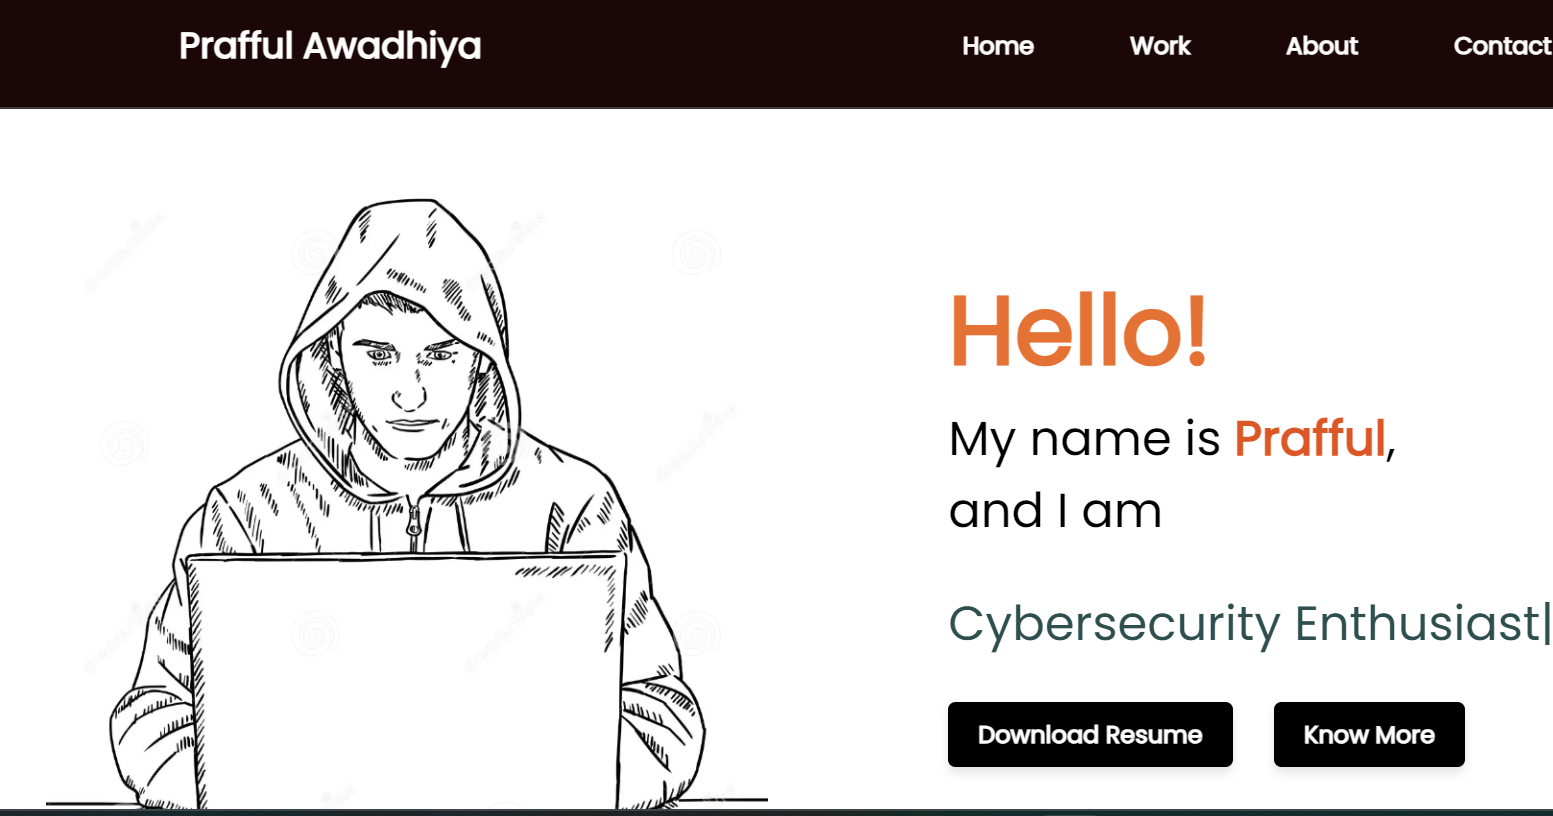 Prafful Awadhiya
Home Work About Contact
Hello!
My name is Prafful,
and I am
Cybersecurity Enthusiast|
Download Resume Know More